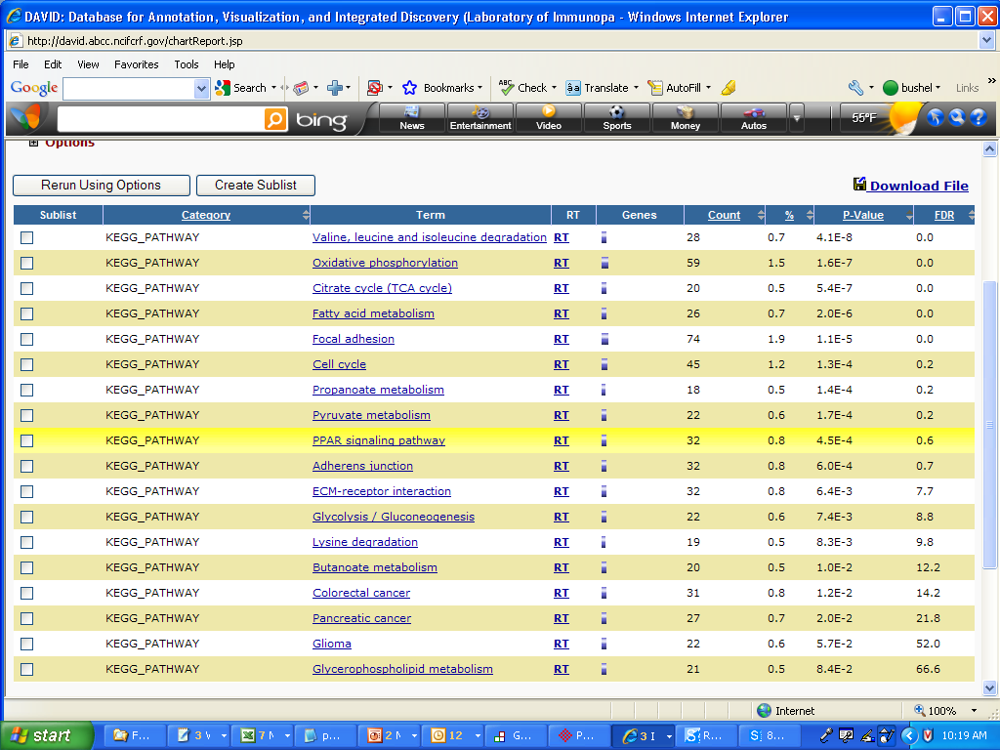 DAVID: Database for Annotation, Visualization, and Integrated Discovery (Laboratory of Immunopa - Windows Internet Explorer
http://david.abcc.ncifcrf.gov/chartReport.jsp
File Edit View Favorites Tools Help
Google Search Bookmarks ABC Check aa Translate AutoFill bushel Links »
bing News Entertainment Video Sports Money Autos 55°F
Options
Rerun Using Options Create Sublist Download File
Sublist Category Term RT Genes Count % P-Value FDR
KEGG_PATHWAY Valine, leucine and isoleucine degradation RT 28 0.7 4.1E-8 0.0
KEGG_PATHWAY Oxidative phosphorylation RT 59 1.5 1.6E-7 0.0
KEGG_PATHWAY Citrate cycle (TCA cycle) RT 20 0.5 5.4E-7 0.0
KEGG_PATHWAY Fatty acid metabolism RT 26 0.7 2.0E-6 0.0
KEGG_PATHWAY Focal adhesion RT 74 1.9 1.1E-5 0.0
KEGG_PATHWAY Cell cycle RT 45 1.2 1.3E-4 0.2
KEGG_PATHWAY Propanoate metabolism RT 18 0.5 1.4E-4 0.2
KEGG_PATHWAY Pyruvate metabolism RT 22 0.6 1.7E-4 0.2
KEGG_PATHWAY PPAR signaling pathway RT 32 0.8 4.5E-4 0.6
KEGG_PATHWAY Adherens junction RT 32 0.8 6.0E-4 0.7
KEGG_PATHWAY ECM-receptor interaction RT 32 0.8 6.4E-3 7.7
KEGG_PATHWAY Glycolysis / Gluconeogenesis RT 22 0.6 7.4E-3 8.8
KEGG_PATHWAY Lysine degradation RT 19 0.5 8.3E-3 9.8
KEGG_PATHWAY Butanoate metabolism RT 20 0.5 1.0E-2 12.2
KEGG_PATHWAY Colorectal cancer RT 31 0.8 1.2E-2 14.2
KEGG_PATHWAY Pancreatic cancer RT 27 0.7 2.0E-2 21.8
KEGG_PATHWAY Glioma RT 22 0.6 5.7E-2 52.0
KEGG_PATHWAY Glycerophospholipid metabolism RT 21 0.5 8.4E-2 66.6
Internet 100%
start F... 3 7 p... 2 12 G... P... 3 I R... 8... 10:19 AM